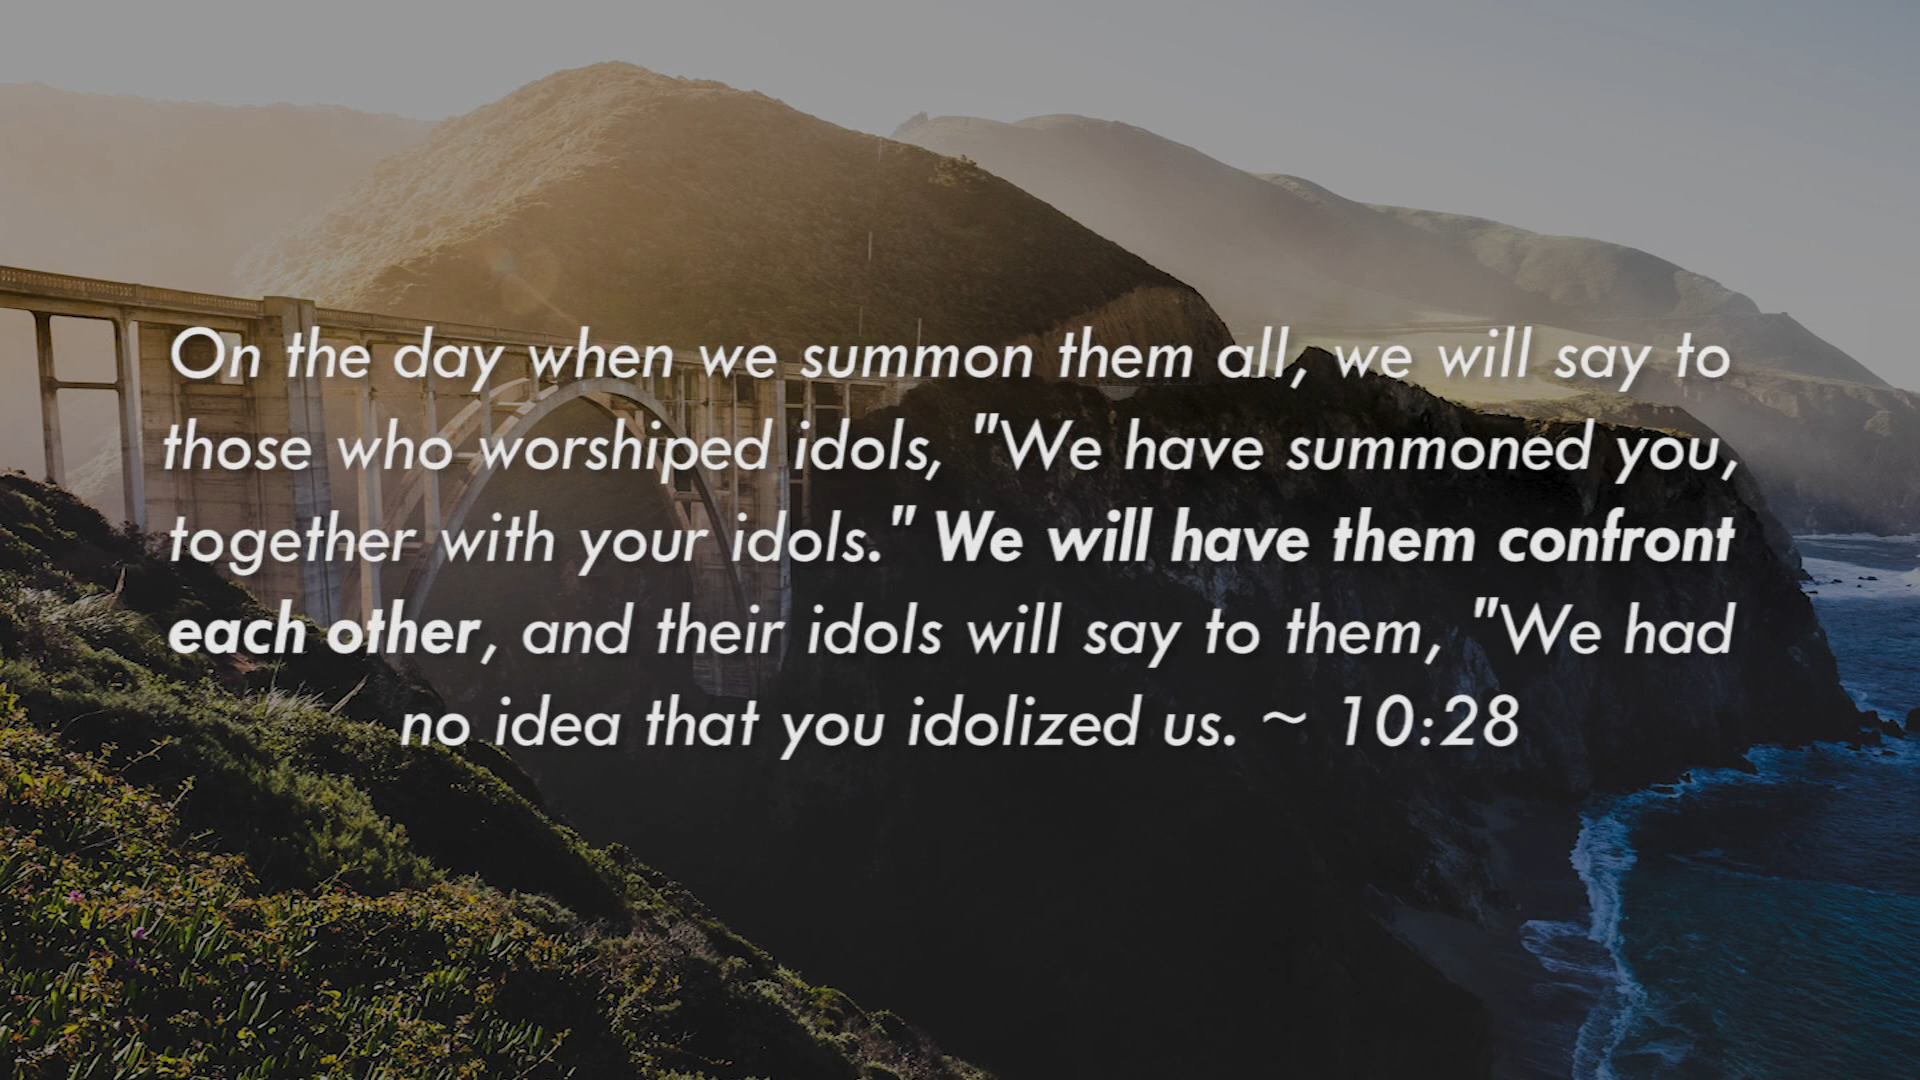 On the day when we summon them all, we will say to
those who worshiped idols, "We have summoned you,
together with your idols." We will have them confront
each other, and their idols will say to them, "We had
no idea that you idolized us. ~ 10:28